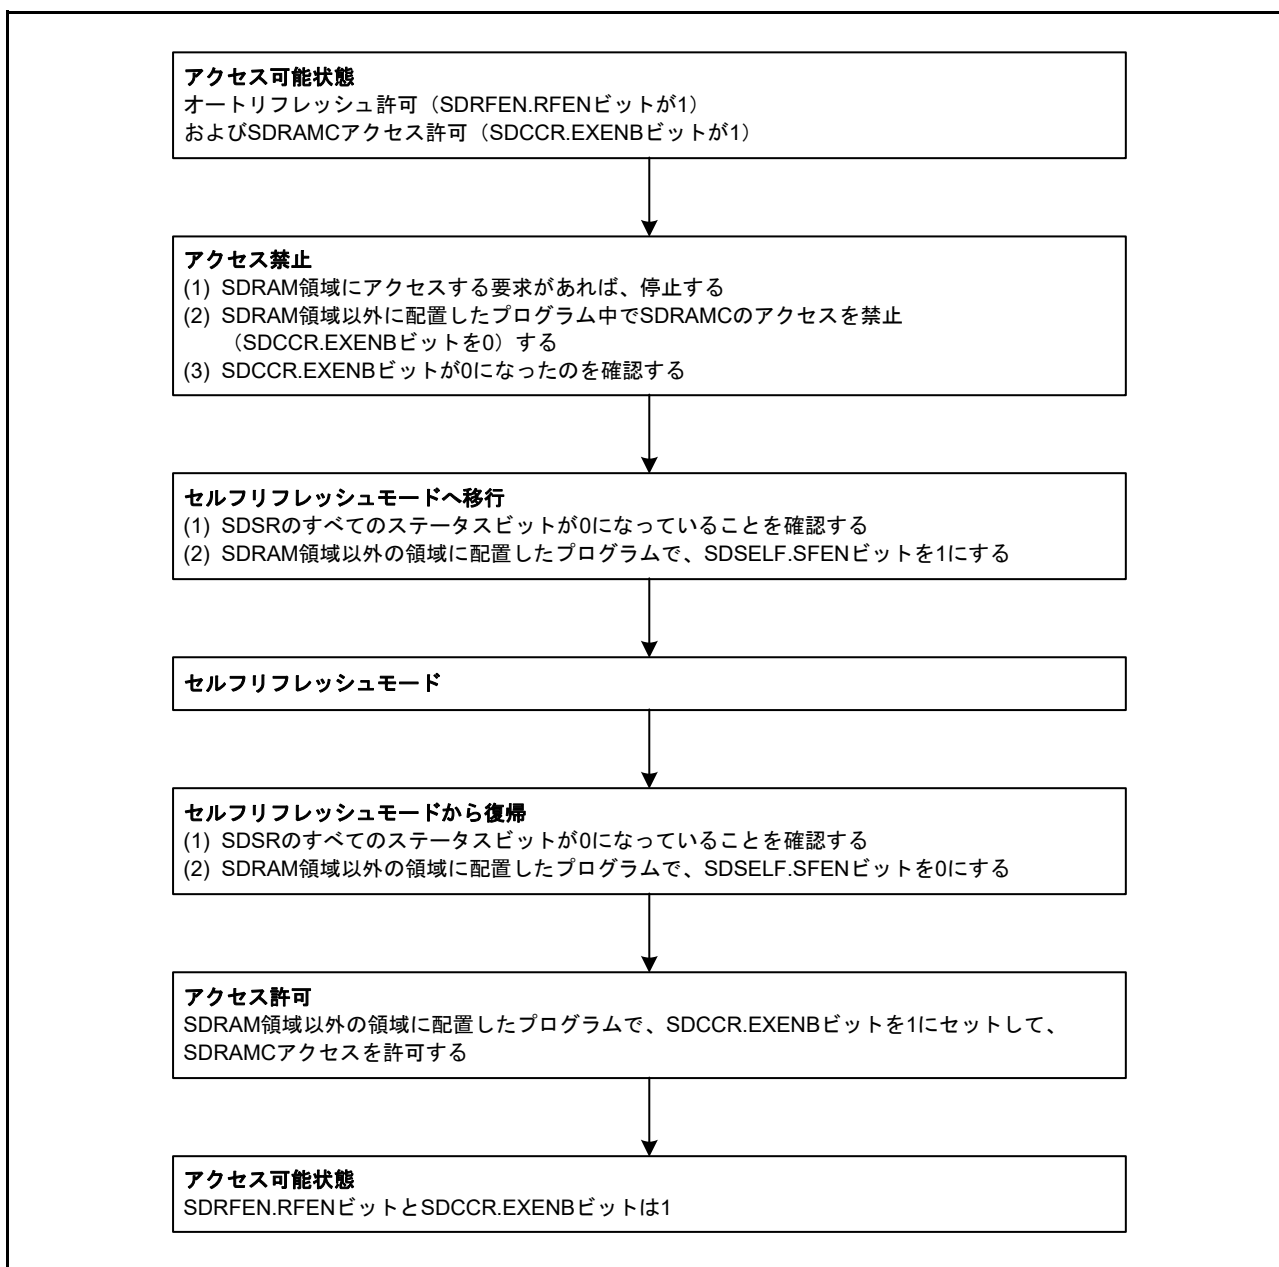 アクセス可能状態
オートリフレッシュ許可（SDRFEN.RFENビットが1）
およびSDRAMCアクセス許可（SDCCR.EXENBビットが1）
アクセス禁止
(1) SDRAM領域にアクセスする要求があれば、停止する
(2) SDRAM領域以外に配置したプログラム中でSDRAMCのアクセスを禁止
（SDCCR.EXENBビットを0）する
(3) SDCCR.EXENBビットが0になったのを確認する
セルフリフレッシュモードへ移行
(1) SDSRのすべてのステータスビットが0になっていることを確認する
(2) SDRAM領域以外の領域に配置したプログラムで、SDSELF.SFENビットを1にする
セルフリフレッシュモード
セルフリフレッシュモードから復帰
(1) SDSRのすべてのステータスビットが0になっていることを確認する
(2) SDRAM領域以外の領域に配置したプログラムで、SDSELF.SFENビットを0にする
アクセス許可
SDRAM領域以外の領域に配置したプログラムで、SDCCR.EXENBビットを1にセットして、
SDRAMCアクセスを許可する
アクセス可能状態
SDRFEN.RFENビットとSDCCR.EXENBビットは1